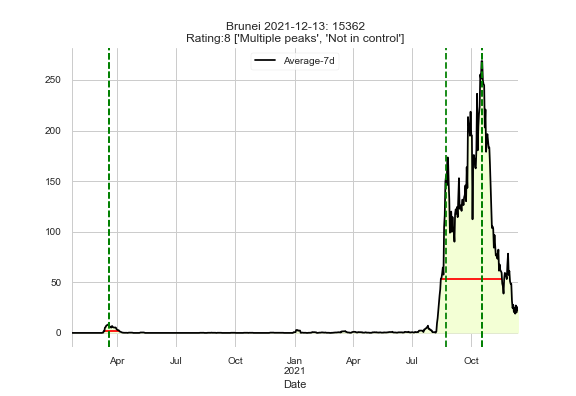 Brunei 2021-12-13: 15362
Rating:8 ['Multiple peaks', 'Not in control']
Average-7d
250
200
150
100
50
0
Apr
Jul
Oct
Jan
2021
Apr
Jul
Oct
Date